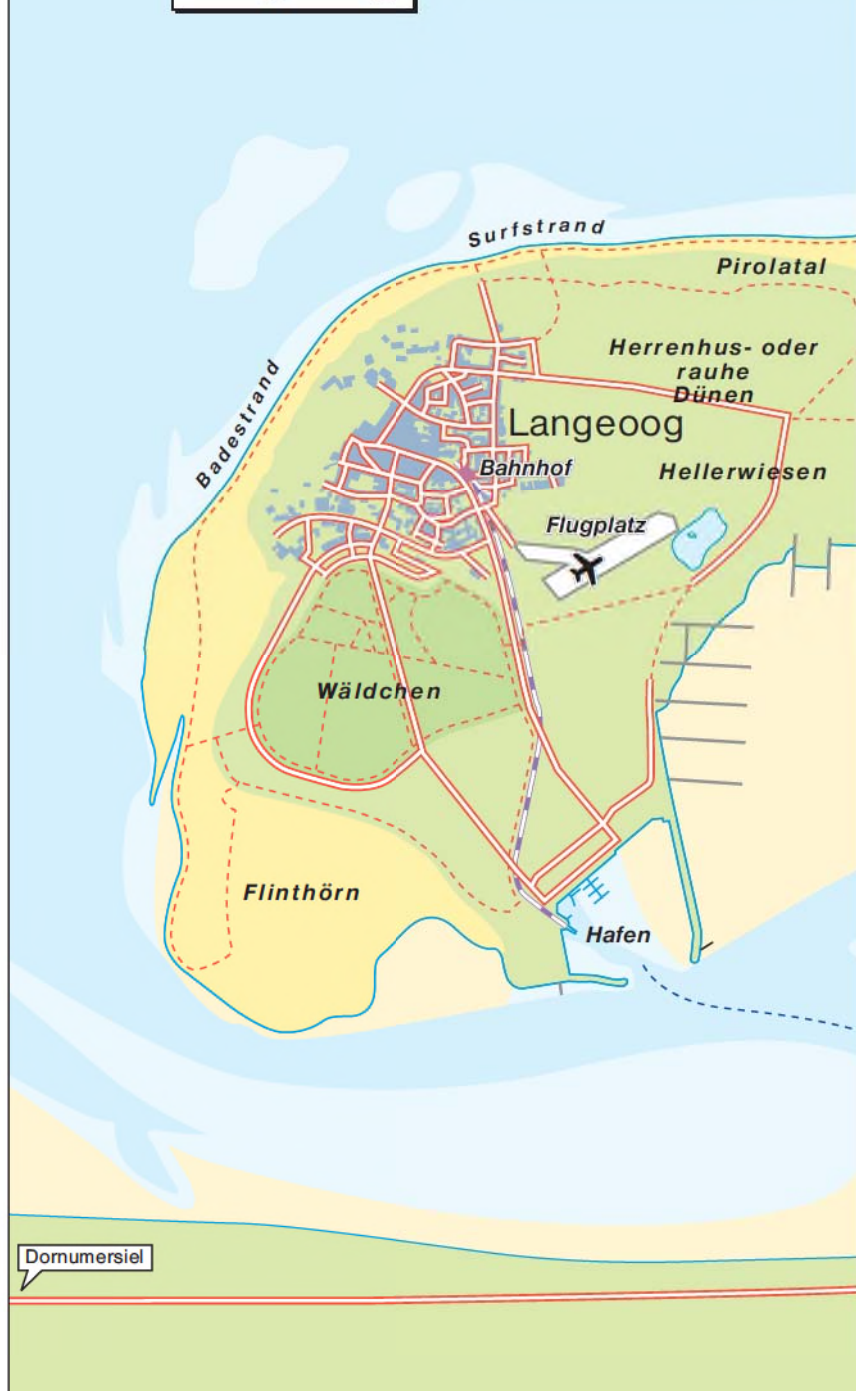 Surfstrand
Pirolatal
Herrenhus- oder
rauhe
Dünen
Badestrand
Langeoog
Bahnhof
Hellerwiesen
Flugplatz
Wäldchen
Flinthörn
Hafen
Dornumersiel